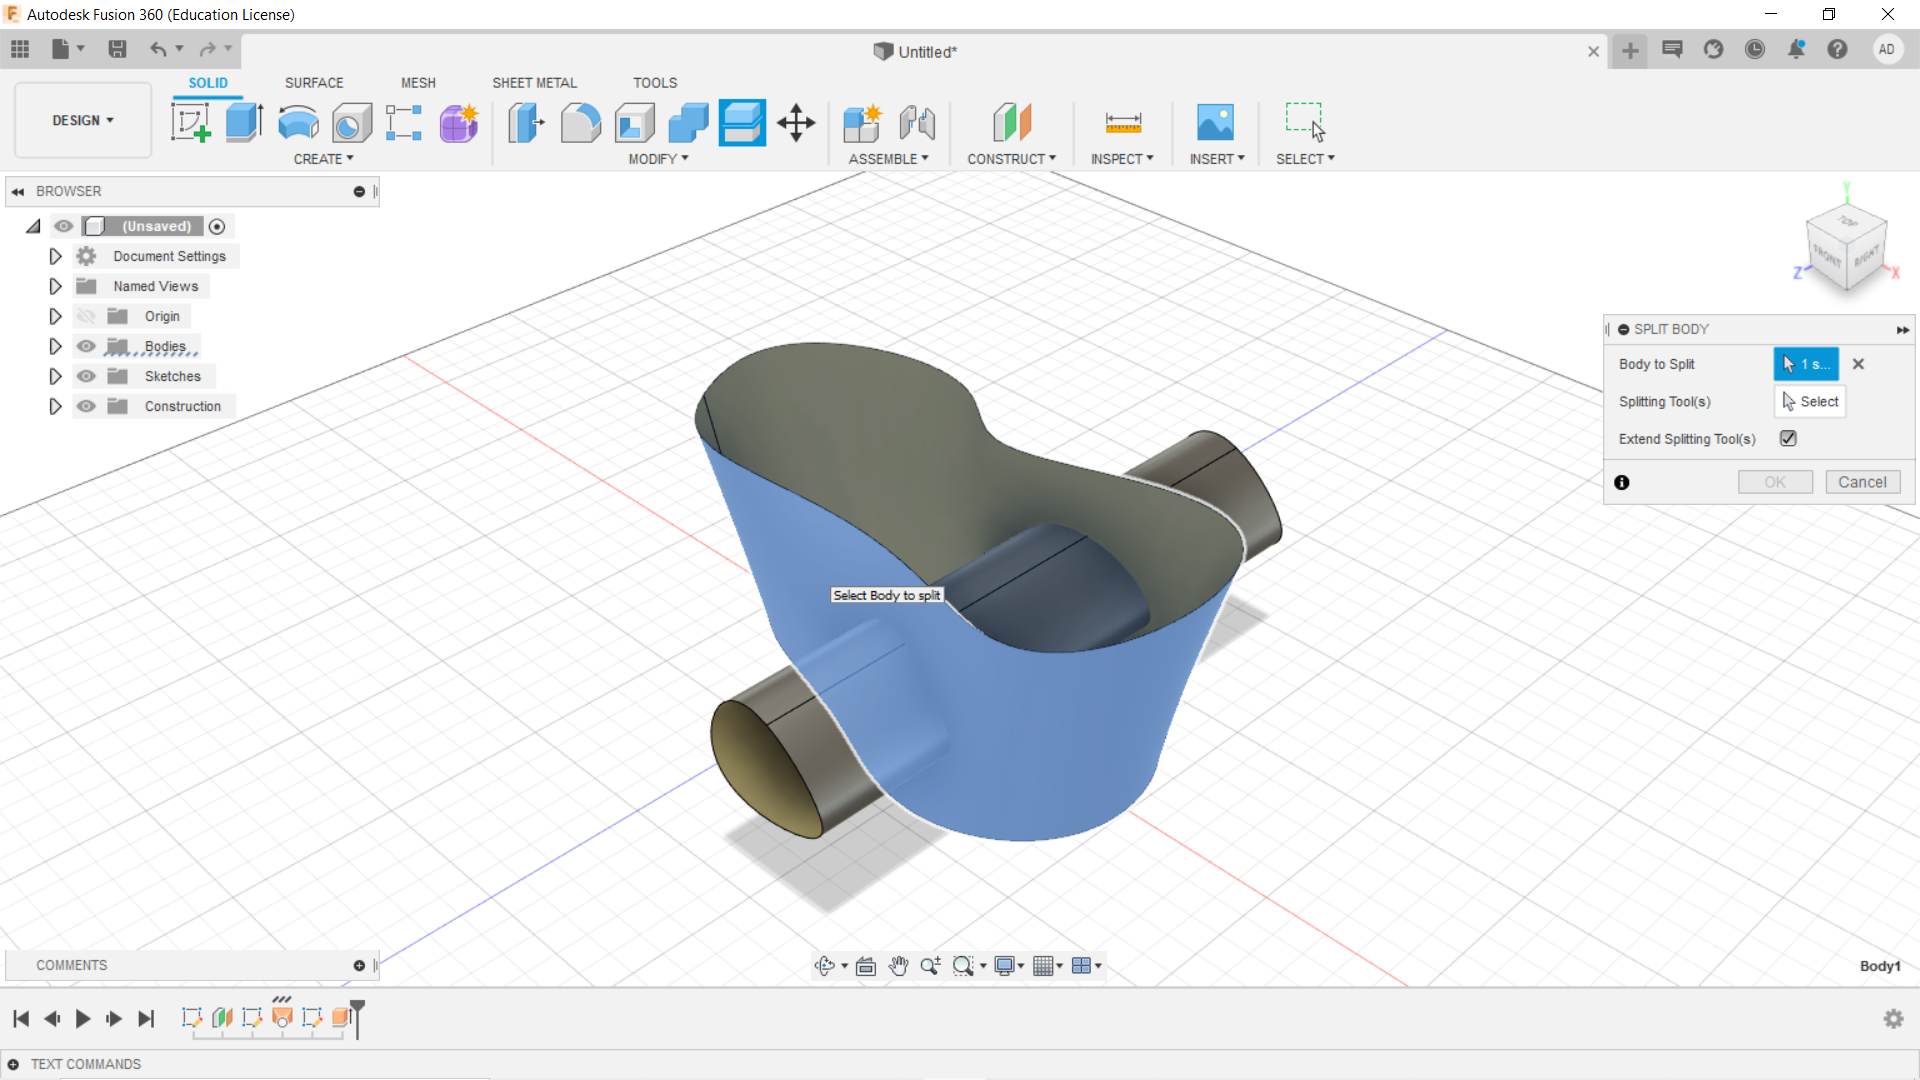 Autodesk Fusion 360 (Education License)
Untitled*
AD
DESIGN
SOLID SURFACE MESH SHEET METAL TOOLS
CREATE MODIFY ASSEMBLE CONSTRUCT INSPECT INSERT SELECT
BROWSER
(Unsaved)
Document Settings
Named Views
Origin
Bodies
Sketches
Construction
Y
TOP
FRONT
RIGHT
Z
X
SPLIT BODY
Body to Split 1 s...
Splitting Tool(s) Select
Extend Splitting Tool(s)
OK Cancel
Select Body to split
COMMENTS
Body1
TEXT COMMANDS